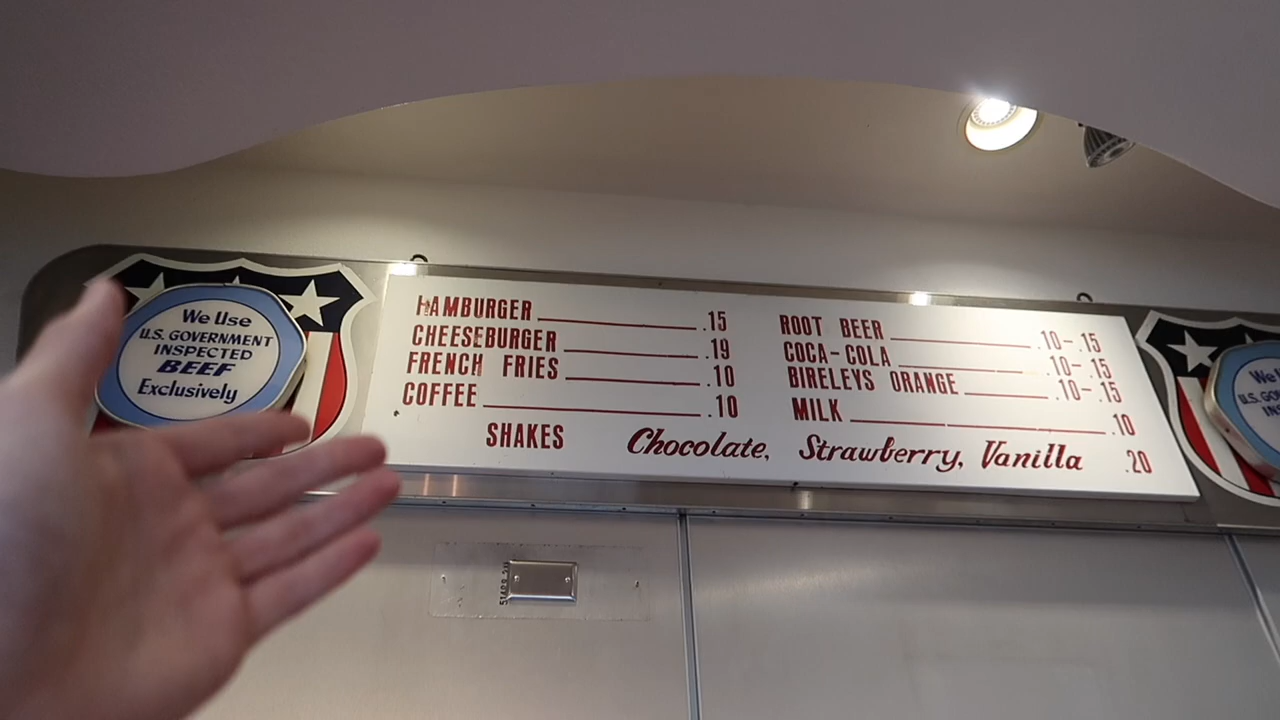 We Use
U.S. GOVERNMENT
INSPECTED
BEEF
Exclusively
HAMBURGER .15
CHEESEBURGER .19
FRENCH FRIES .10
COFFEE .10
ROOT BEER .10-.15
COCA-COLA .10-.15
BIRELEYS ORANGE .10-.15
MILK .10
SHAKES Chocolate, Strawberry, Vanilla .20
We
U.S.